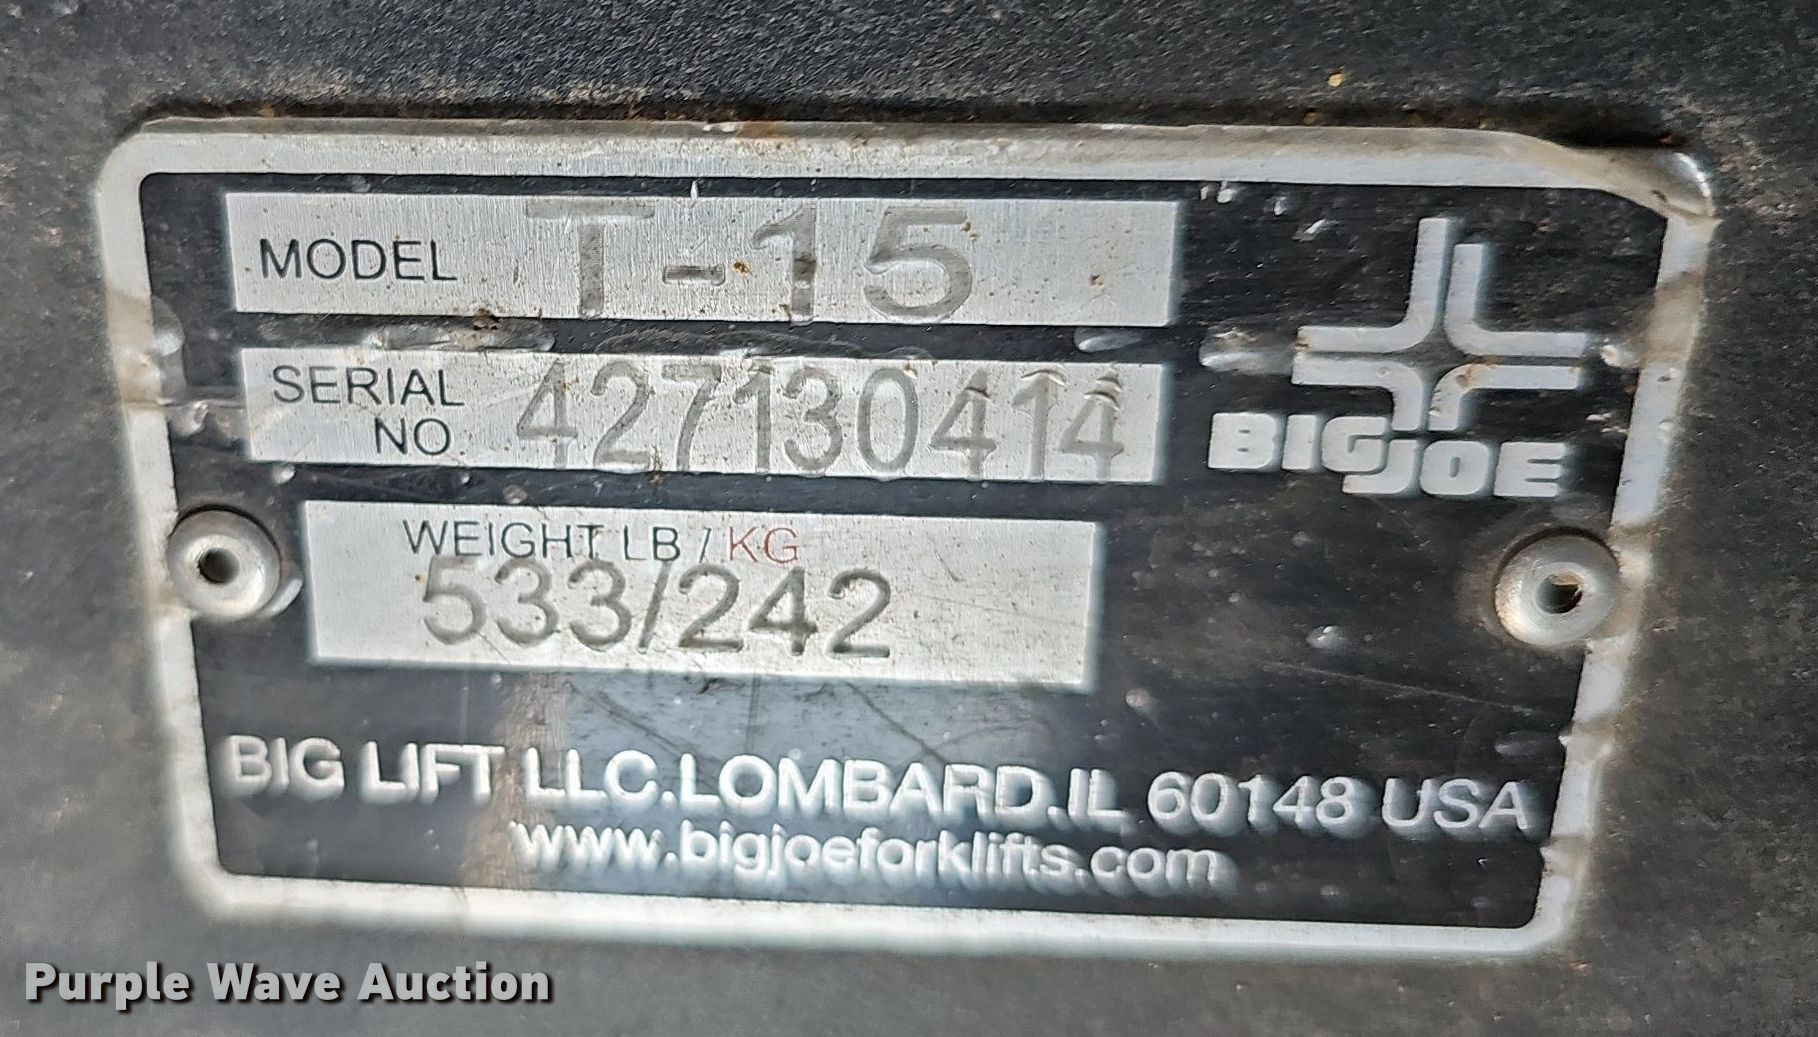 MODEL T-15
SERIAL NO. 427130414
WEIGHT LB / KG
533/242
BIG JOE
BIG LIFT LLC.LOMBARD.IL 60148 USA
www.bigjoeforklifts.com
Purple Wave Auction